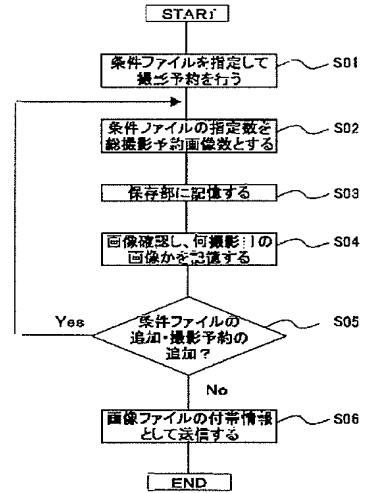 START
条件ファイルを指定して
撮影予約を行う
S01
条件ファイルの指定数を
総撮影予約画像数とする
S02
保存部に記憶する
S03
画像確認し、何撮影目の
画像かを記憶する
S04
条件ファイルの
追加・撮影予約の
追加？
S05
Yes
No
画像ファイルの付帯情報
として送信する
S06
END